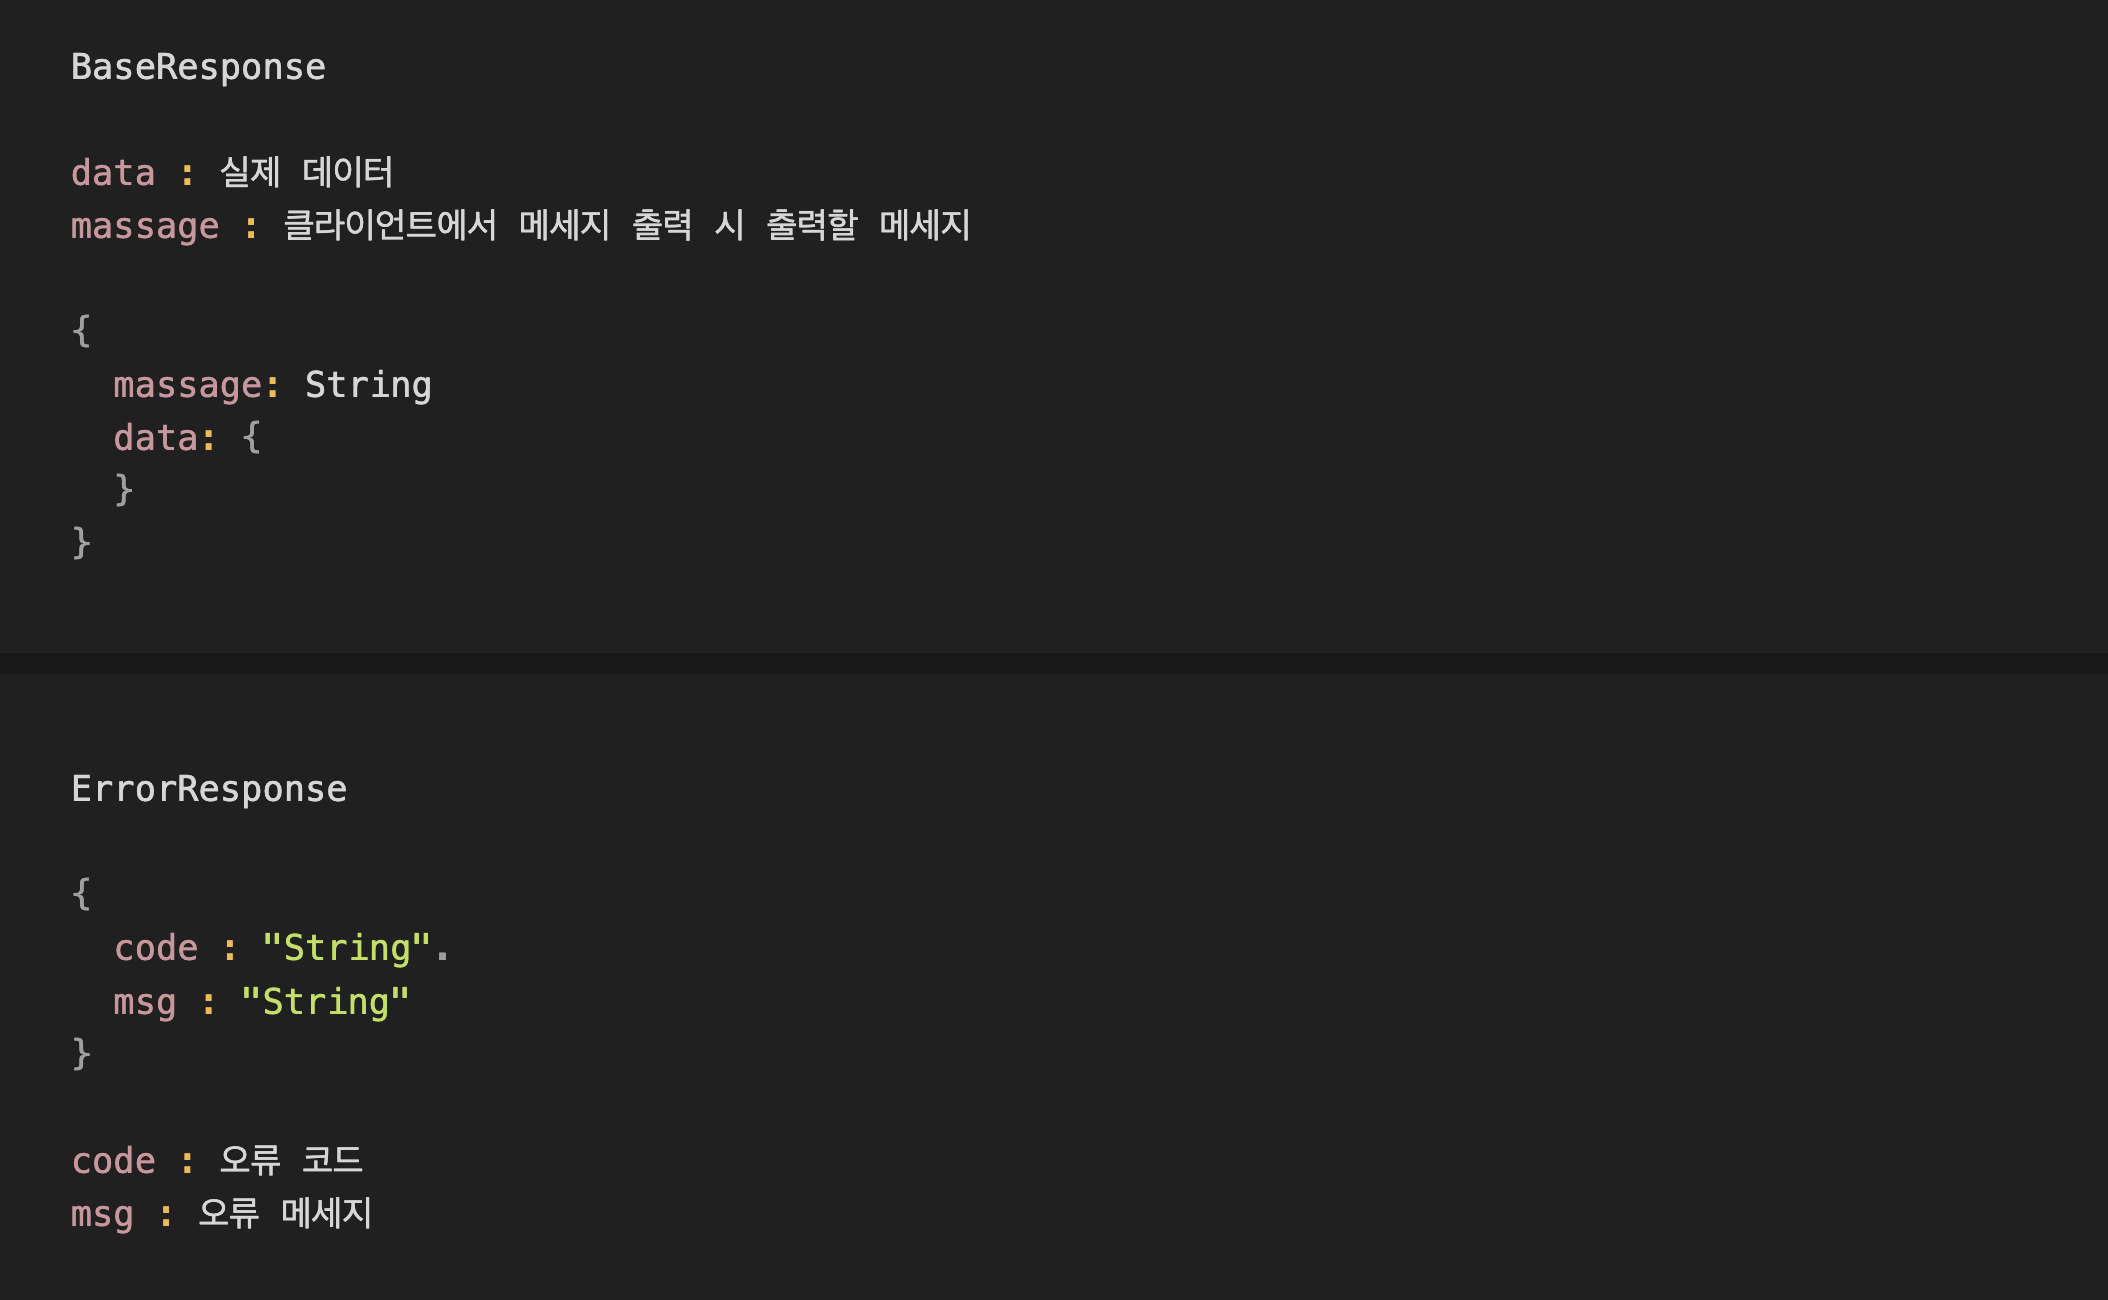 BaseResponse
data : 실제 데이터
massage : 클라이언트에서 메세지 출력 시 출력할 메세지
{
massage: String
data: {
}
}
ErrorResponse
{
code : "String".
msg : "String"
}
code : 오류 코드
msg : 오류 메세지